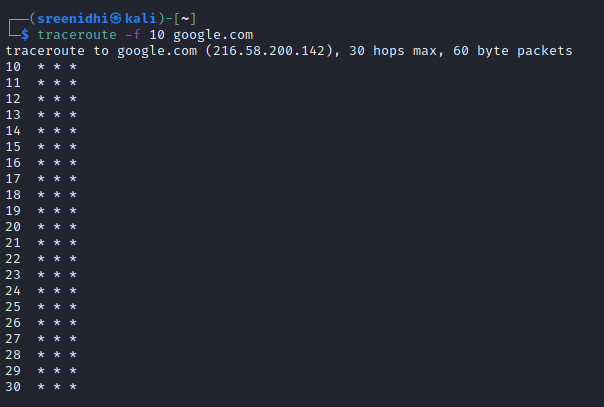 ┌──(sreenidhi㉿kali)-[~]
└─$ traceroute -f 10 google.com
traceroute to google.com (216.58.200.142), 30 hops max, 60 byte packets
10  * * *
11  * * *
12  * * *
13  * * *
14  * * *
15  * * *
16  * * *
17  * * *
18  * * *
19  * * *
20  * * *
21  * * *
22  * * *
23  * * *
24  * * *
25  * * *
26  * * *
27  * * *
28  * * *
29  * * *
30  * * *